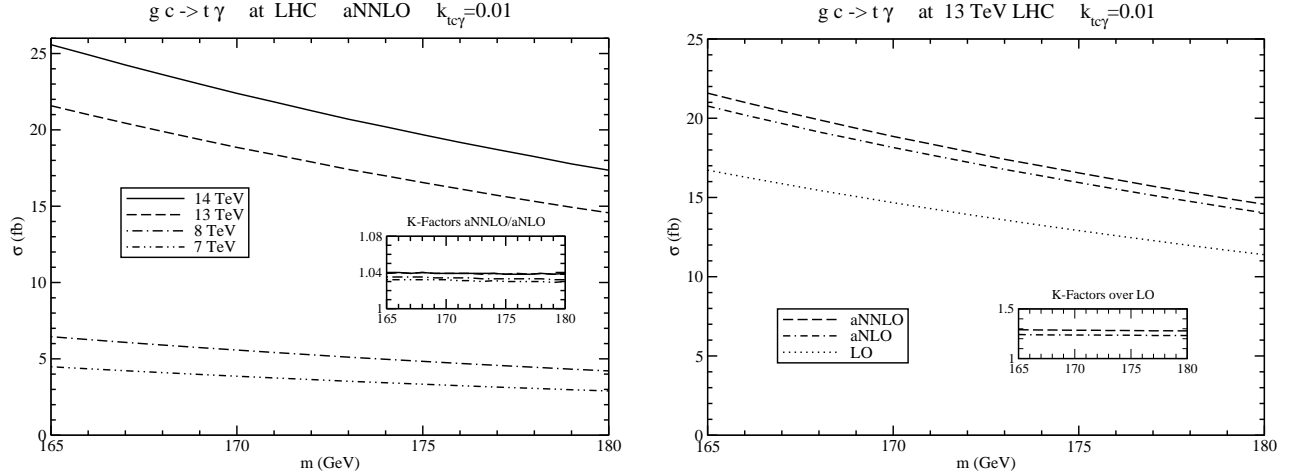 g c -> t γ at LHC aNNLO k_tcγ=0.01
25
20
15
10
5
0
σ (fb)
14 TeV
13 TeV
8 TeV
7 TeV
K-Factors aNNLO/aNLO
1.08
1.04
1
165 170 175 180
165 170 175 180
m (GeV)
g c -> t γ at 13 TeV LHC k_tcγ=0.01
25
20
15
10
5
0
σ (fb)
aNNLO
aNLO
LO
K-Factors over LO
1.5
1
165 170 175 180
165 170 175 180
m (GeV)